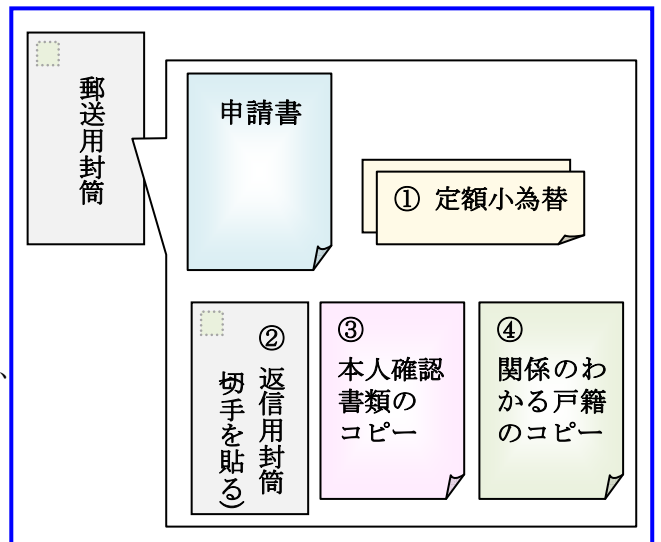 郵送用封筒
申請書
① 定額小為替
② 返信用封筒
（切手を貼る）
③
本人確認
書類の
コピー
④
関係のわ
かる戸籍
のコピー
、